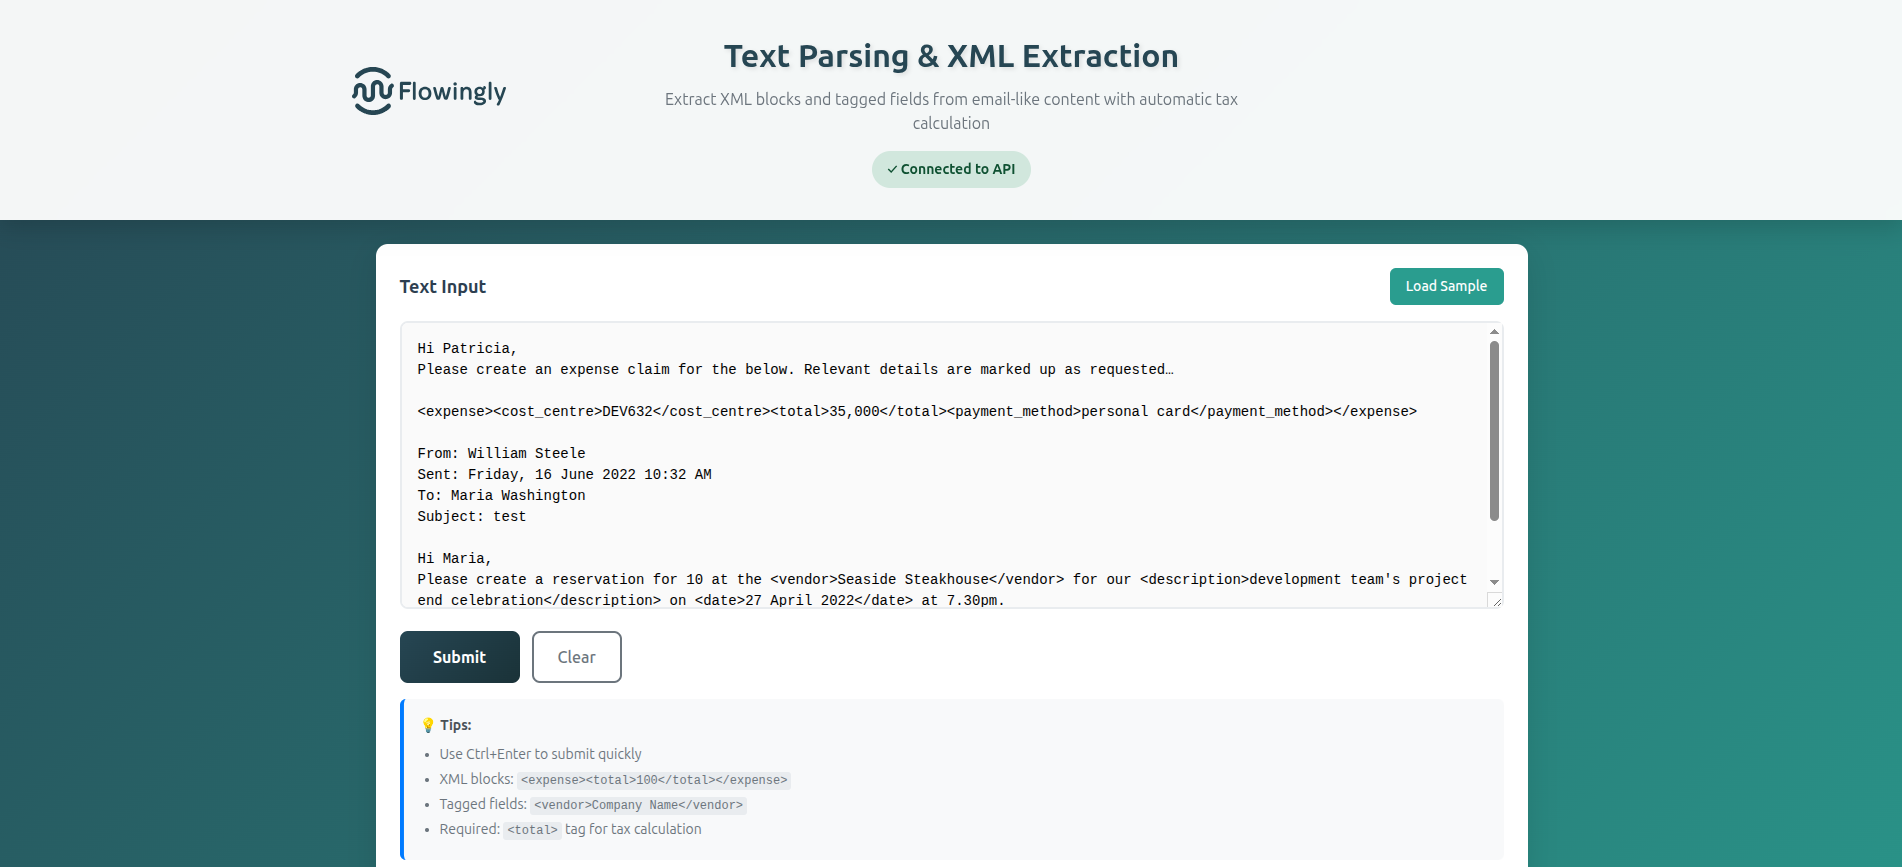 Flowingly
Text Parsing & XML Extraction
Extract XML blocks and tagged fields from email-like content with automatic tax
calculation
✓ Connected to API
Text Input
Load Sample
Hi Patricia,
Please create an expense claim for the below. Relevant details are marked up as requested…
<expense><cost_centre>DEV632</cost_centre><total>35,000</total><payment_method>personal card</payment_method></expense>
From: William Steele
Sent: Friday, 16 June 2022 10:32 AM
To: Maria Washington
Subject: test
Hi Maria,
Please create a reservation for 10 at the <vendor>Seaside Steakhouse</vendor> for our <description>development team's project
end celebration</description> on <date>27 April 2022</date> at 7.30pm.
Submit
Clear
💡 Tips:
• Use Ctrl+Enter to submit quickly
• XML blocks: <expense><total>100</total></expense>
• Tagged fields: <vendor>Company Name</vendor>
• Required: <total> tag for tax calculation